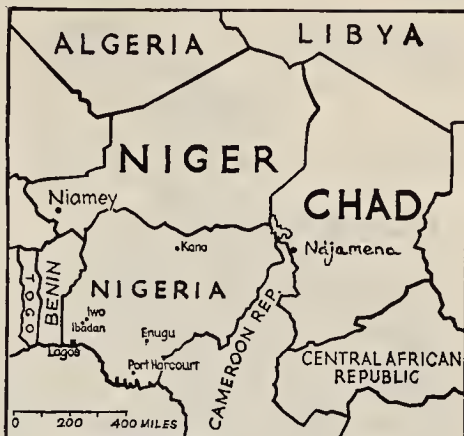 ALGERIA
LIBYA
NIGER
CHAD
Niamey
Kano
Ndjamena
TOGO
BENIN
NIGERIA
Iwo
Ibadan
Lagos
Enugu
Port Harcourt
CAMEROON REP.
CENTRAL AFRICAN
REPUBLIC
0 200 400 MILES